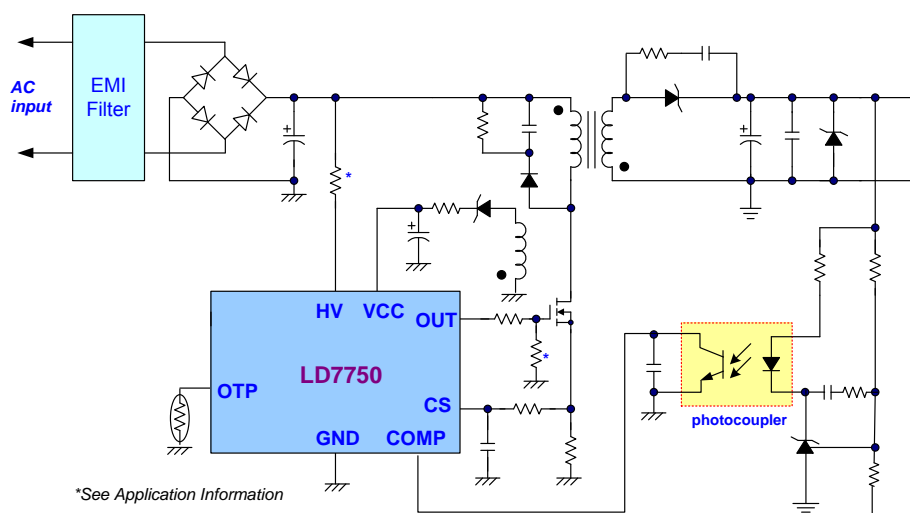 AC
input
EMI
Filter
+
+
*
+
HV
VCC
OUT
*
LD7750
OTP
CS
GND
COMP
photocoupler
*See Application Information